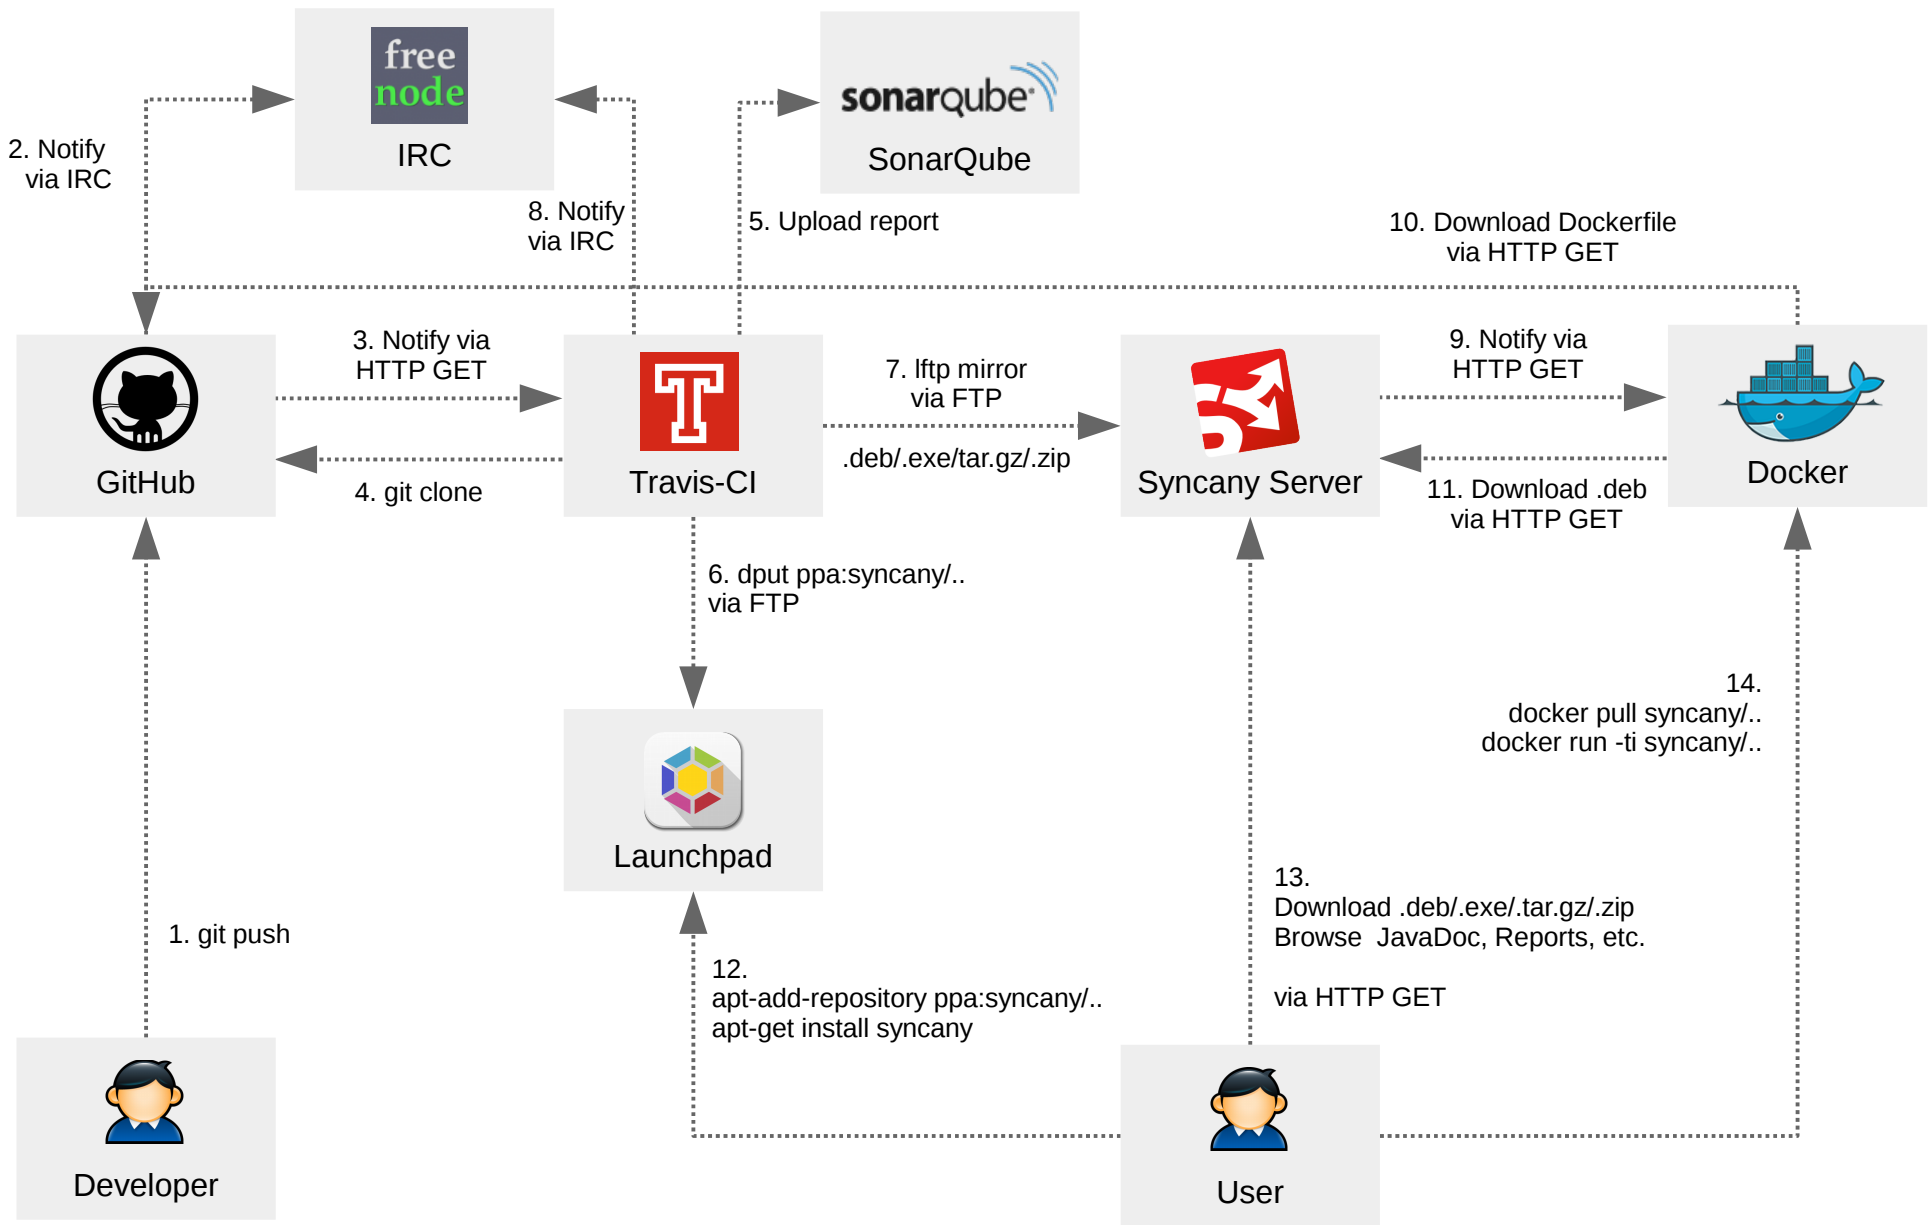 free
node
IRC
sonarqube
SonarQube
2. Notify
via IRC
8. Notify
via IRC
5. Upload report
10. Download Dockerfile
via HTTP GET
3. Notify via
HTTP GET
7. lftp mirror
via FTP
.deb/.exe/tar.gz/.zip
9. Notify via
HTTP GET
GitHub
4. git clone
T
Travis-CI
Syncany Server
11. Download .deb
via HTTP GET
Docker
6. dput ppa:syncany/..
via FTP
14.
docker pull syncany/..
docker run -ti syncany/..
Launchpad
1. git push
12.
apt-add-repository ppa:syncany/..
apt-get install syncany
13.
Download .deb/.exe/.tar.gz/.zip
Browse  JavaDoc, Reports, etc.
via HTTP GET
Developer
User